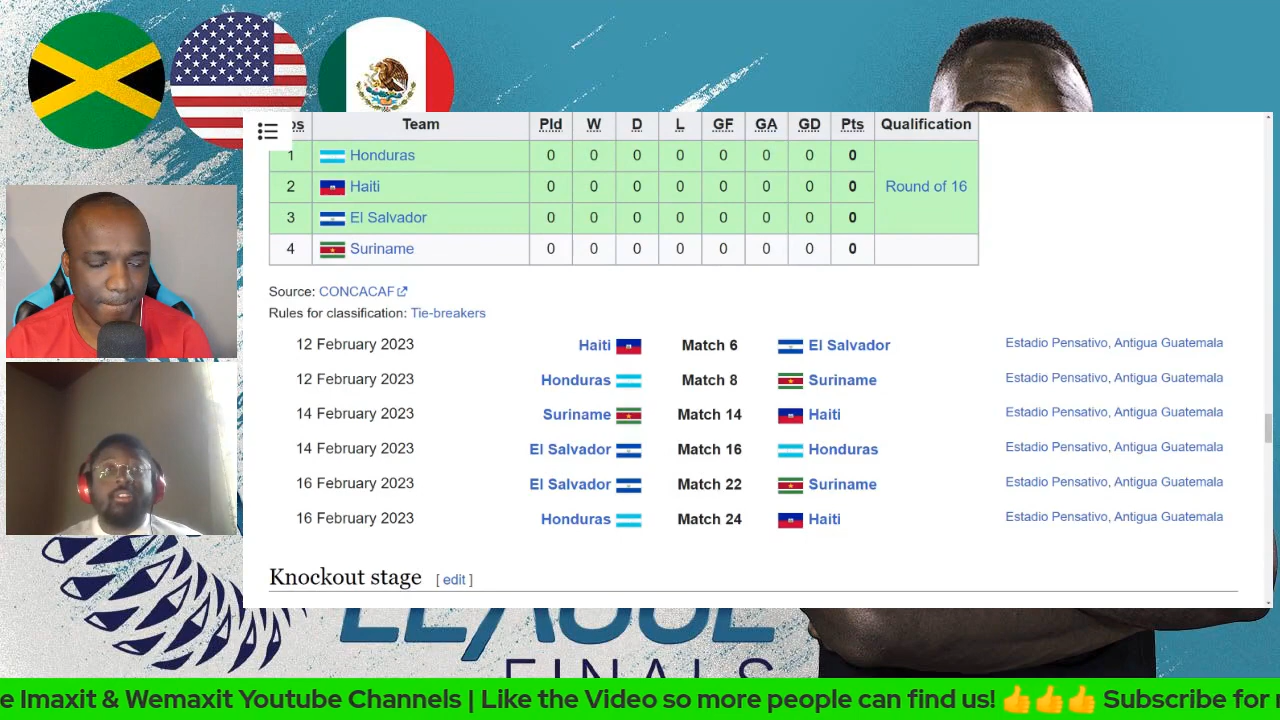 os Team Pld W D L GF GA GD Pts Qualification
1 Honduras 0 0 0 0 0 0 0 0
2 Haiti 0 0 0 0 0 0 0 0 Round of 16
3 El Salvador 0 0 0 0 0 0 0 0
4 Suriname 0 0 0 0 0 0 0 0
Source: CONCACAF
Rules for classification: Tie-breakers
12 February 2023 Haiti Match 6 El Salvador Estadio Pensativo, Antigua Guatemala
12 February 2023 Honduras Match 8 Suriname Estadio Pensativo, Antigua Guatemala
14 February 2023 Suriname Match 14 Haiti Estadio Pensativo, Antigua Guatemala
14 February 2023 El Salvador Match 16 Honduras Estadio Pensativo, Antigua Guatemala
16 February 2023 El Salvador Match 22 Suriname Estadio Pensativo, Antigua Guatemala
16 February 2023 Honduras Match 24 Haiti Estadio Pensativo, Antigua Guatemala
Knockout stage [ edit ]
LEAGUE
FINALS
e Imaxit & Wemaxit Youtube Channels | Like the Video so more people can find us! 👍👍👍 Subscribe for